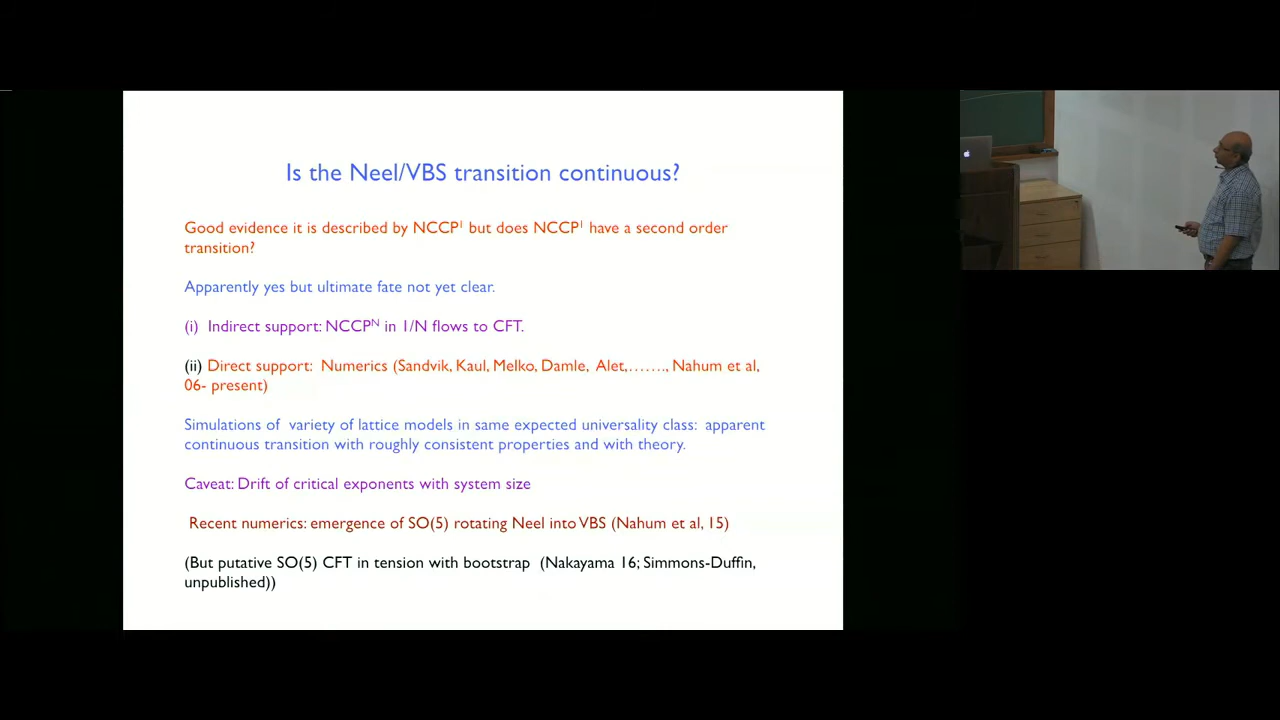 Is the Neel/VBS transition continuous?
Good evidence it is described by NCCP¹ but does NCCP¹ have a second order
transition?
Apparently yes but ultimate fate not yet clear.
(i) Indirect support: NCCPᴺ in 1/N flows to CFT.
(ii) Direct support: Numerics (Sandvik, Kaul, Melko, Damle, Alet,……., Nahum et al,
06- present)
Simulations of variety of lattice models in same expected universality class: apparent
continuous transition with roughly consistent properties and with theory.
Caveat: Drift of critical exponents with system size
Recent numerics: emergence of SO(5) rotating Neel into VBS (Nahum et al, 15)
(But putative SO(5) CFT in tension with bootstrap (Nakayama 16; Simmons-Duffin,
unpublished))